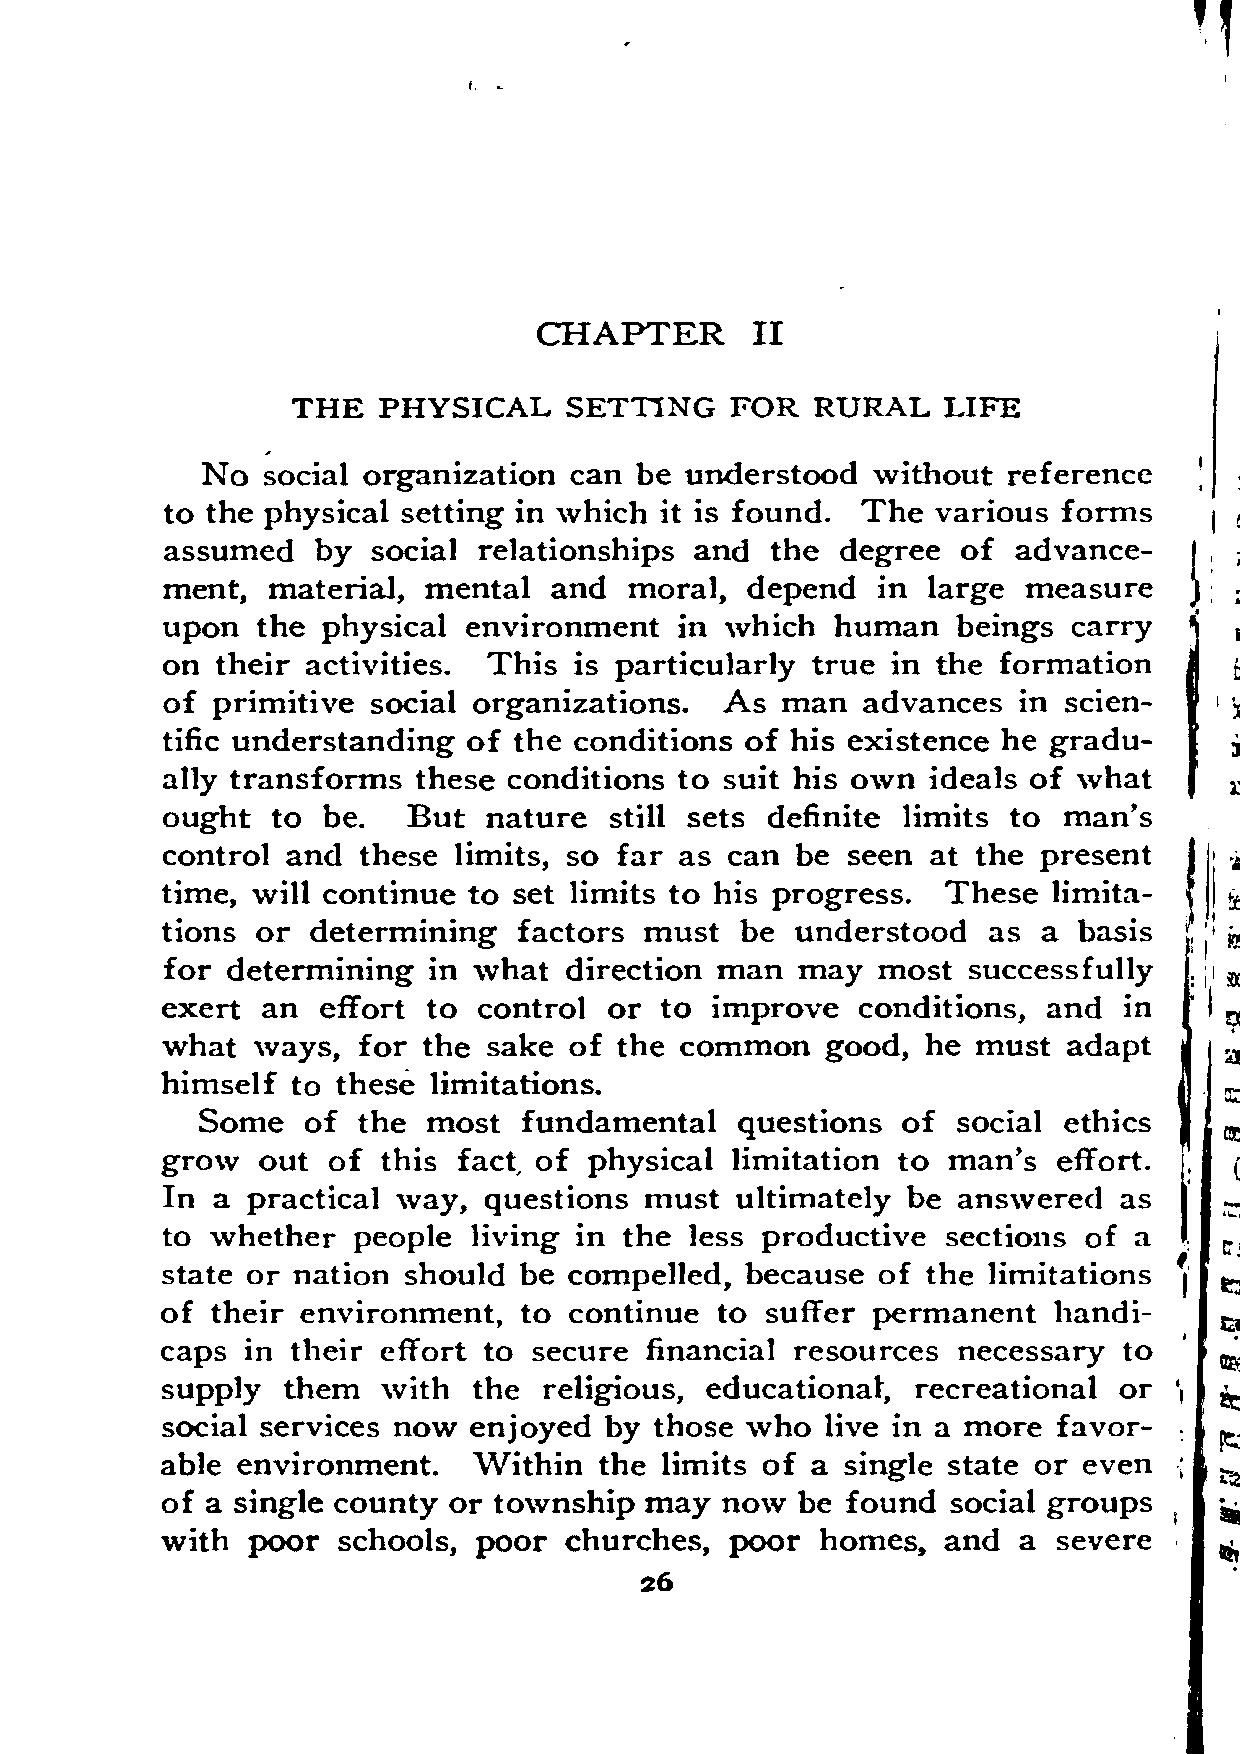 CHAPTER II
THE PHYSICAL SETTING FOR RURAL LIFE
No social organization can be understood without reference
to the physical setting in which it is found. The various forms
assumed by social relationships and the degree of advance-
ment, material, mental and moral, depend in large measure
upon the physical environment in which human beings carry
on their activities. This is particularly true in the formation
of primitive social organizations. As man advances in scien-
tific understanding of the conditions of his existence he gradu-
ally transforms these conditions to suit his own ideals of what
ought to be. But nature still sets definite limits to man's
control and these limits, so far as can be seen at the present
time, will continue to set limits to his progress. These limita-
tions or determining factors must be understood as a basis
for determining in what direction man may most successfully
exert an effort to control or to improve conditions, and in
what ways, for the sake of the common good, he must adapt
himself to these limitations.
Some of the most fundamental questions of social ethics
grow out of this fact, of physical limitation to man's effort.
In a practical way, questions must ultimately be answered as
to whether people living in the less productive sections of a
state or nation should be compelled, because of the limitations
of their environment, to continue to suffer permanent handi-
caps in their effort to secure financial resources necessary to
supply them with the religious, educational, recreational or
social services now enjoyed by those who live in a more favor-
able environment. Within the limits of a single state or even
of a single county or township may now be found social groups
with poor schools, poor churches, poor homes, and a severe
26